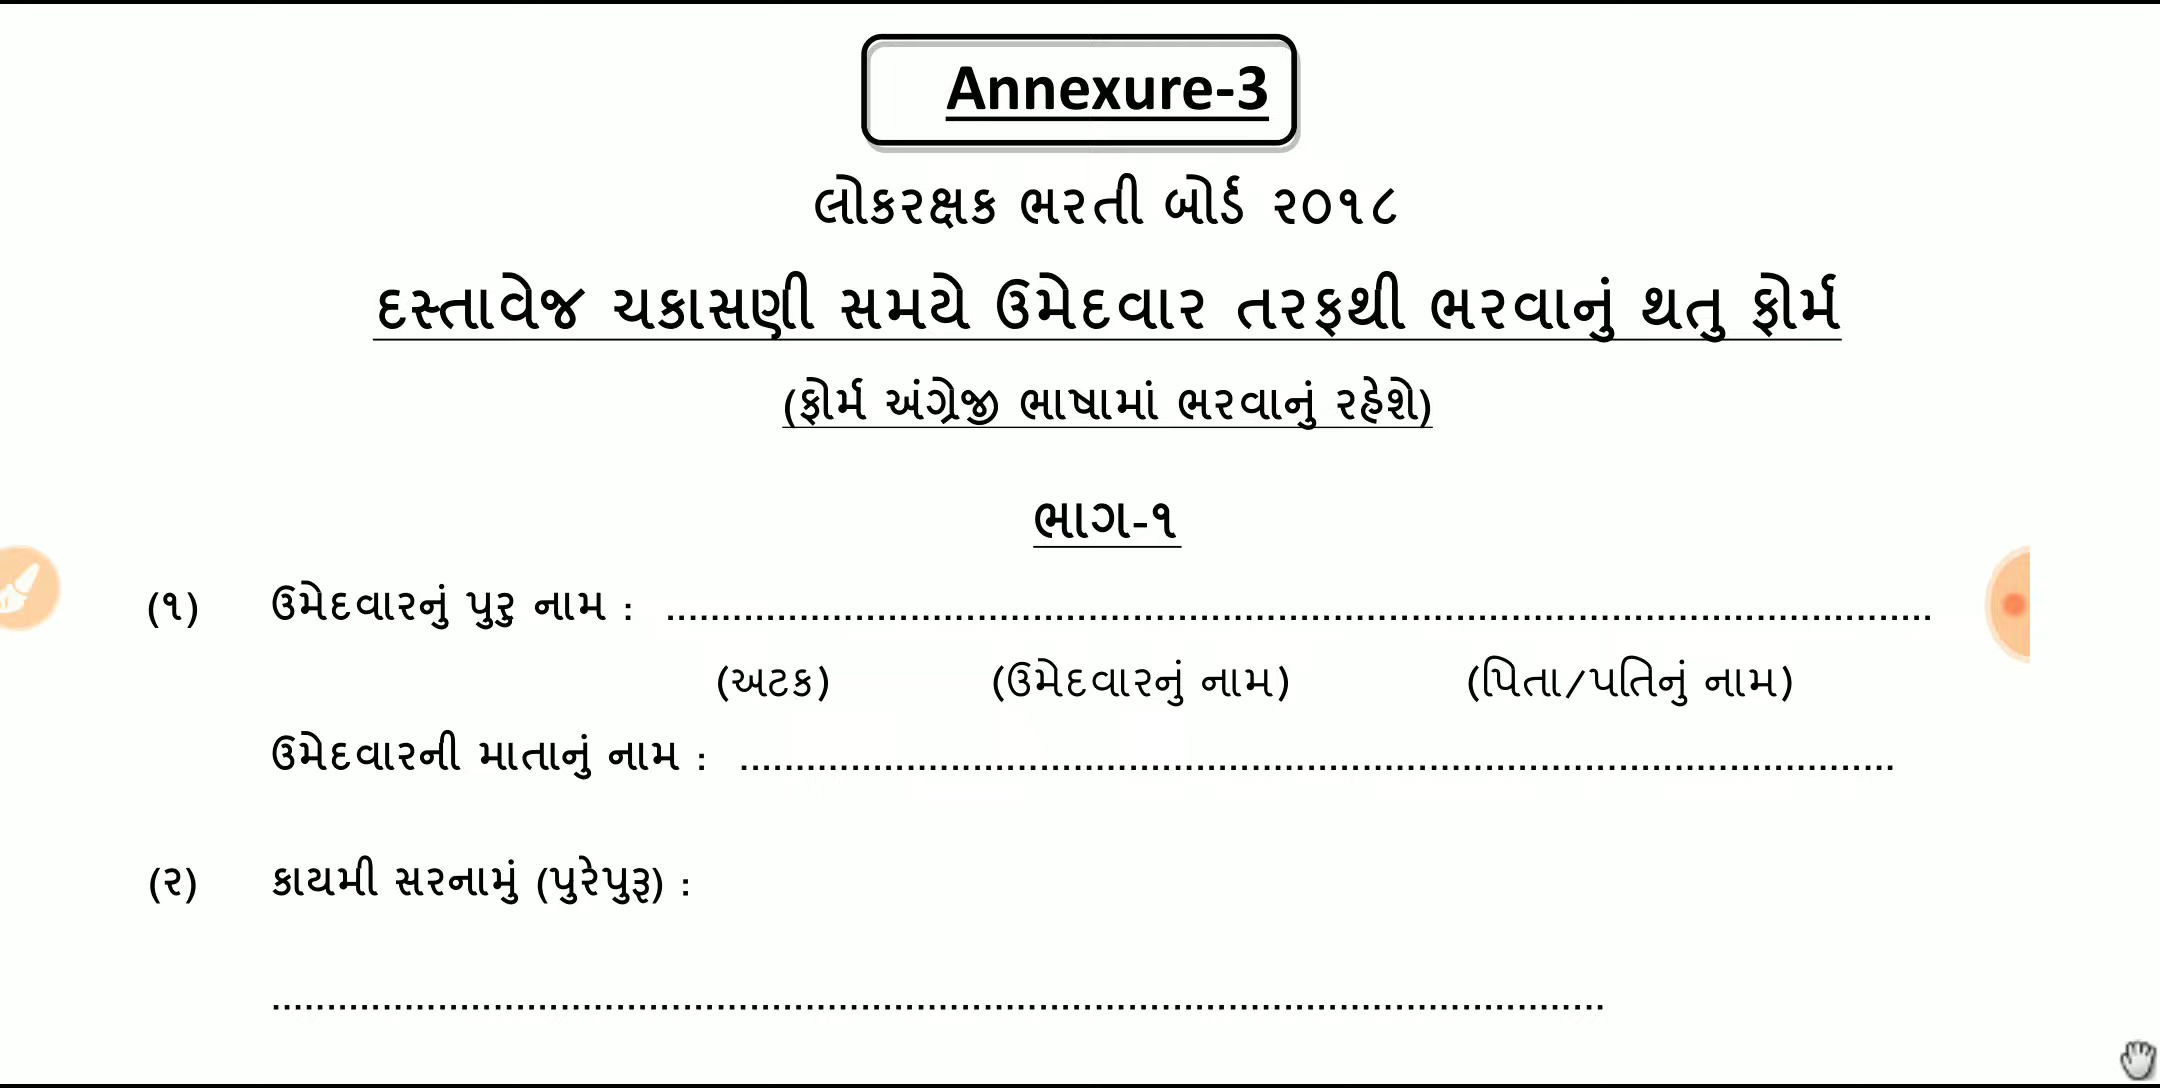 Annexure-3
લોકરક્ષક ભરતી બોર્ડ ૨૦૧૮
દસ્તાવેજ ચકાસણી સમયે ઉમેદવાર તરફથી ભરવાનું થતુ ફોર્મ
(ફોર્મ અંગ્રેજી ભાષામાં ભરવાનું રહેશે)
ભાગ-૧
(૧) ઉમેદવારનું પુરુ નામ : ..........................................................................................................
(અટક) (ઉમેદવારનું નામ) (પિતા/પતિનું નામ)
ઉમેદવારની માતાનું નામ : .................................................................................................
(૨) કાયમી સરનામું (પુરેપુરૂ) :
................................................................................................................